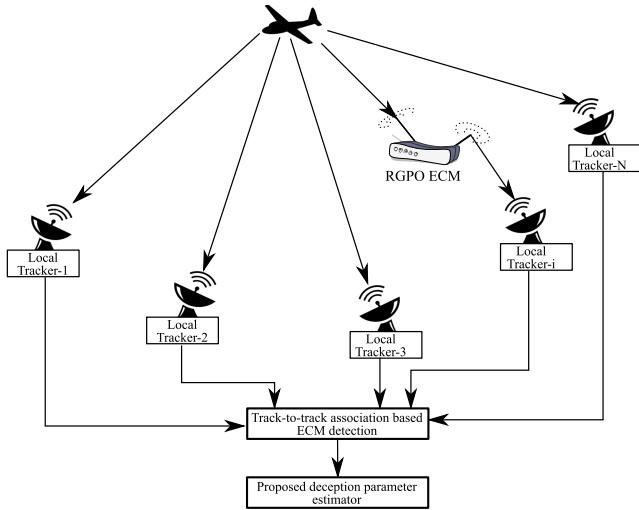 RGPO ECM
Local
Tracker-N
Local
Tracker-1
Local
Tracker-i
Local
Tracker-2
Local
Tracker-3
Track-to-track association based
ECM detection
Proposed deception parameter
estimator